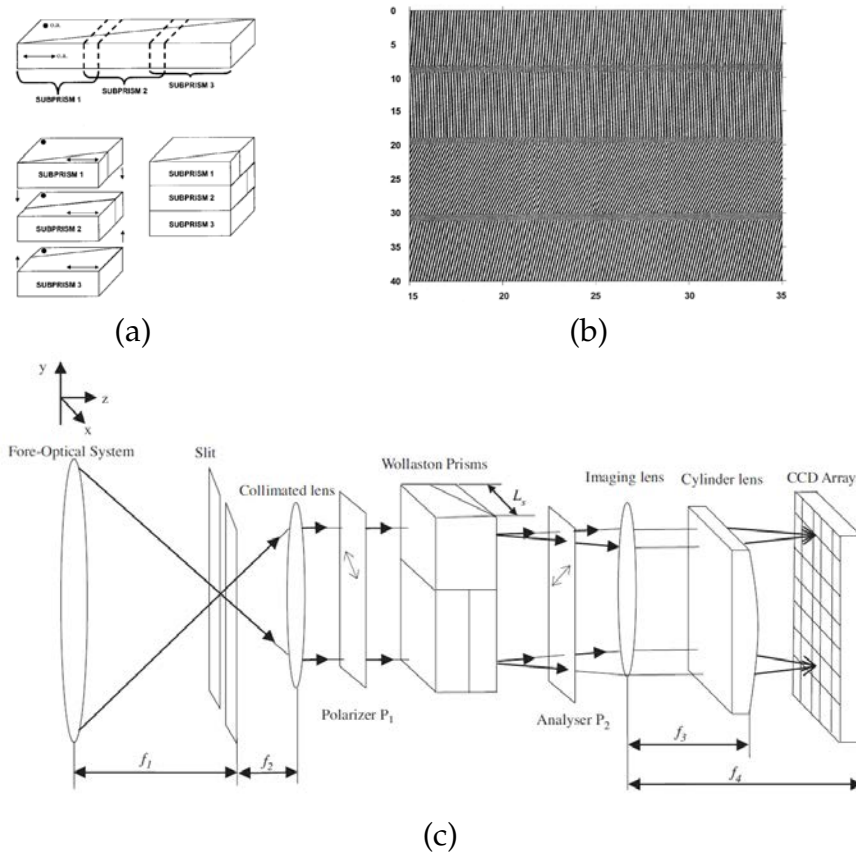 O.A.
O.A.
SUBPRISM 1
SUBPRISM 2
SUBPRISM 3
SUBPRISM 1
SUBPRISM 2
SUBPRISM 3
SUBPRISM 1
SUBPRISM 2
SUBPRISM 3
(a)
0
5
10
15
20
25
30
35
40
15 20 25 30 35
(b)
y
z
x
Fore-Optical System
Slit
Collimated lens
Wollaston Prisms
Ls
Imaging lens
Cylinder lens
CCD Array
Polarizer P1
Analyser P2
f1
f2
f3
f4
(c)